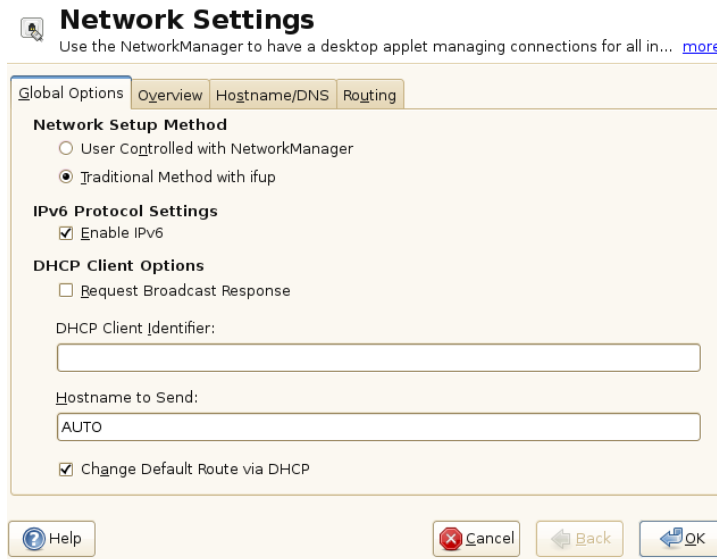 Network Settings
Use the NetworkManager to have a desktop applet managing connections for all in... more
Global Options Overview Hostname/DNS Routing
Network Setup Method
User Controlled with NetworkManager
Traditional Method with ifup
IPv6 Protocol Settings
Enable IPv6
DHCP Client Options
Request Broadcast Response
DHCP Client Identifier:
Hostname to Send:
AUTO
Change Default Route via DHCP
Help Cancel Back OK